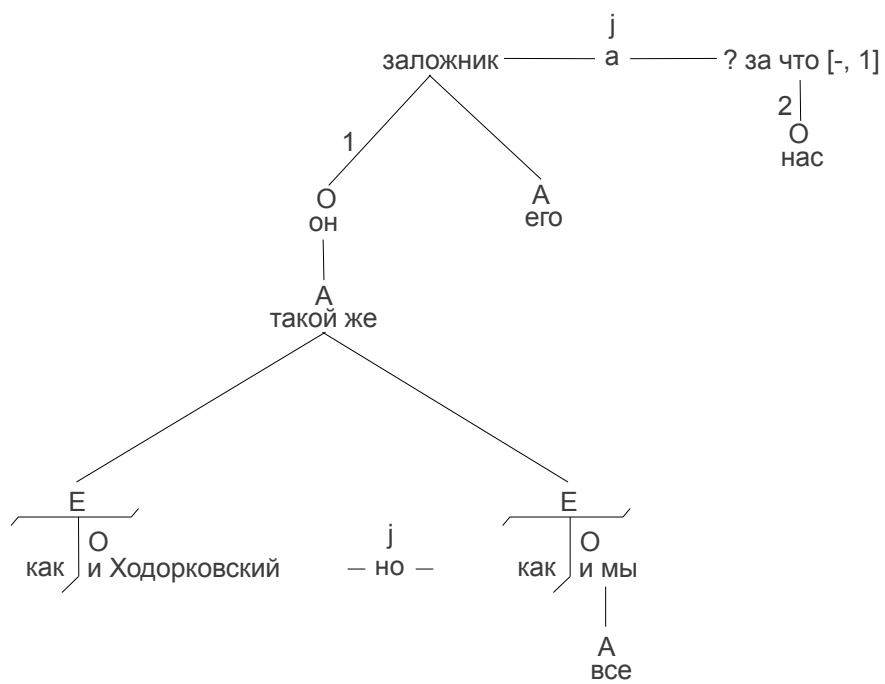 j
заложник а ? за что [-, 1]
2
О
нас
1
О
он
А
его
А
такой же
Е
Е
О
как и Ходорковский
j
но
О
как и мы
А
все